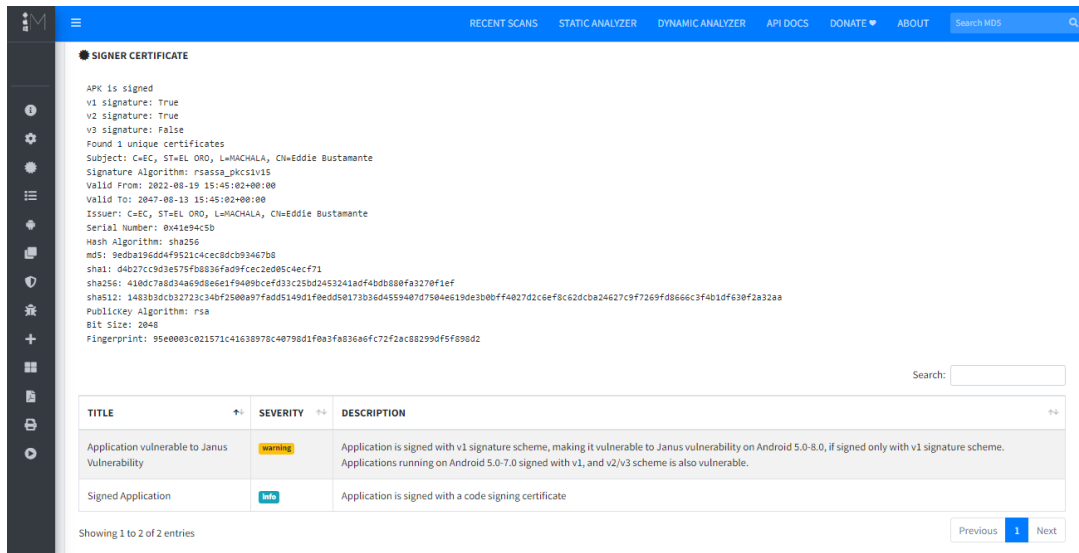 RECENT SCANS STATIC ANALYZER DYNAMIC ANALYZER API DOCS DONATE ♥ ABOUT Search MD5
SIGNER CERTIFICATE
APK is signed
v1 signature: True
v2 signature: True
v3 signature: False
Found 1 unique certificates
Subject: C=EC, ST=EL ORO, L=MACHALA, CN=Eddie Bustamante
Signature Algorithm: rsassa_pkcs1v15
Valid From: 2022-08-19 15:45:02+00:00
Valid To: 2047-08-13 15:45:02+00:00
Issuer: C=EC, ST=EL ORO, L=MACHALA, CN=Eddie Bustamante
Serial Number: 0x41e94c5b
Hash Algorithm: sha256
md5: 9edba196dd4f9521c4cec8dcb93467b8
sha1: d4b27cc9d3e575fb8836fad9fcec2ed05c4ecf71
sha256: 410dc7a8d34a69d8e6e1f9409bcefd33c25bd2453241adf4bdb880fa3270f1ef
sha512: 1483b3dcb32723c34bf2500a97fadd5149d1f0edd50173b36d4559407d7504e619de3b0bff4027d2c6ef8c62dcba24627c9f7269fd8666c3f4b1df630f2a32aa
PublicKey Algorithm: rsa
Bit Size: 2048
Fingerprint: 95e0003c021571c41638978c40798d1f0a3fa836a6fc72f2ac88299df5f898d2
Search:
TITLE SEVERITY DESCRIPTION
Application vulnerable to Janus Vulnerability warning Application is signed with v1 signature scheme, making it vulnerable to Janus vulnerability on Android 5.0-8.0, if signed only with v1 signature scheme.
Applications running on Android 5.0-7.0 signed with v1, and v2/v3 scheme is also vulnerable.
Signed Application info Application is signed with a code signing certificate
Showing 1 to 2 of 2 entries Previous 1 Next